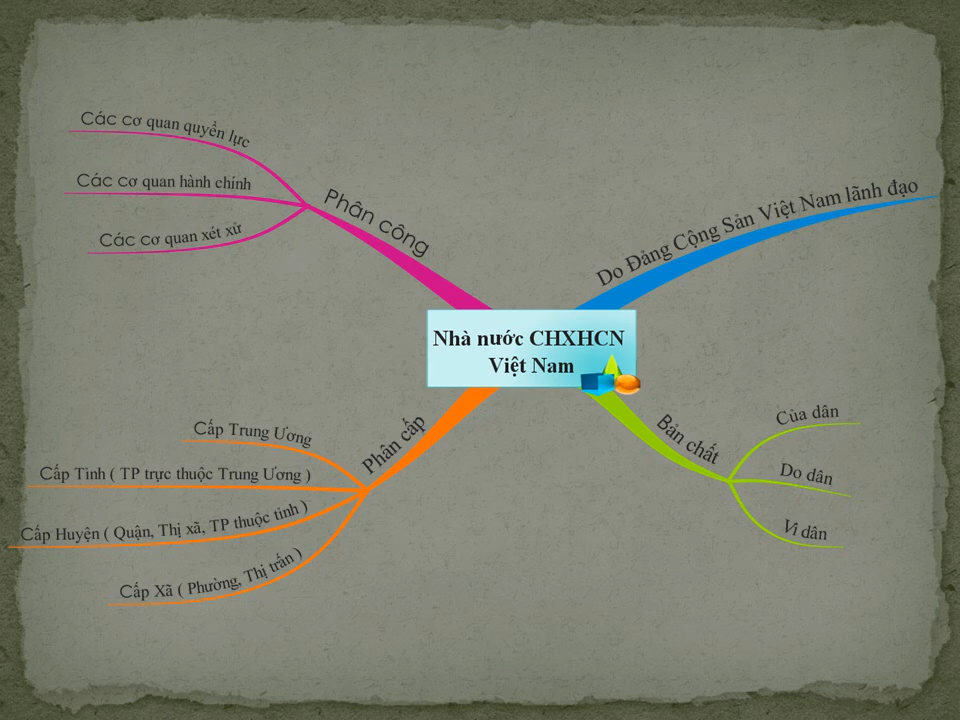 Nhà nước CHXHCN
Việt Nam
Do Đảng Cộng Sản Việt Nam lãnh đạo
Bản chất
Của dân
Do dân
Vì dân
Phân công
Các cơ quan quyền lực
Các cơ quan hành chính
Các cơ quan xét xử
Phân cấp
Cấp Trung Ương
Cấp Tỉnh ( TP trực thuộc Trung Ương )
Cấp Huyện ( Quận, Thị xã, TP thuộc tỉnh )
Cấp Xã ( Phường, Thị trấn )